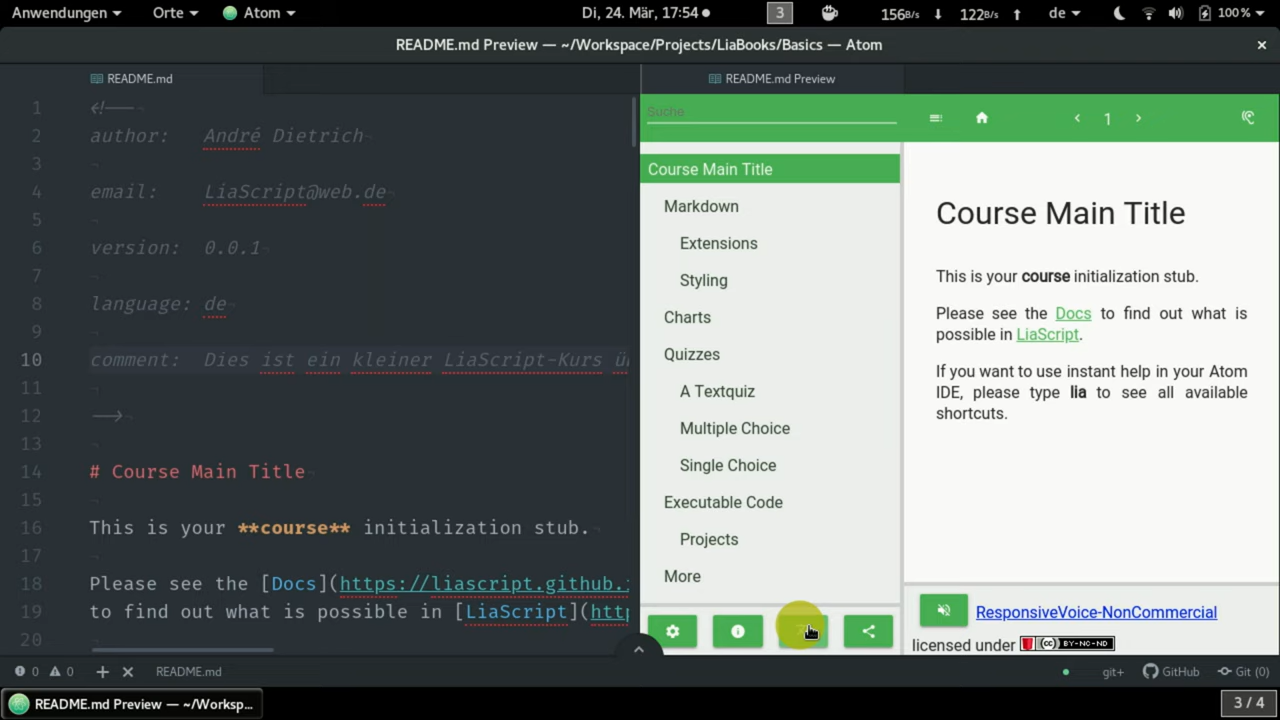 Anwendungen Orte Atom Di, 24. Mär, 17:54 3 156B/s 122B/s de 100 %
README.md Preview — ~/Workspace/Projects/LiaBooks/Basics — Atom
README.md
README.md Preview
1 <!--
2 author: André Dietrich
3
4 email: LiaScript@web.de
5
6 version: 0.0.1
7
8 language: de
9
10 comment: Dies ist ein kleiner LiaScript-Kurs
11
12 -->
13
14 # Course Main Title
15
16 This is your **course** initialization stub.
17
18 Please see the [Docs](https://liascript.github.
19 to find out what is possible in [LiaScript](http
20
Suche
1
Course Main Title
Markdown
Extensions
Styling
Charts
Quizzes
A Textquiz
Multiple Choice
Single Choice
Executable Code
Projects
More
Course Main Title
This is your course initialization stub.
Please see the Docs to find out what is
possible in LiaScript.
If you want to use instant help in your Atom
IDE, please type lia to see all available
shortcuts.
ResponsiveVoice-NonCommercial
licensed under cc BY-NC-ND
0 0 README.md git+ GitHub Git (0)
README.md Preview — ~/Worksp... 3 / 4